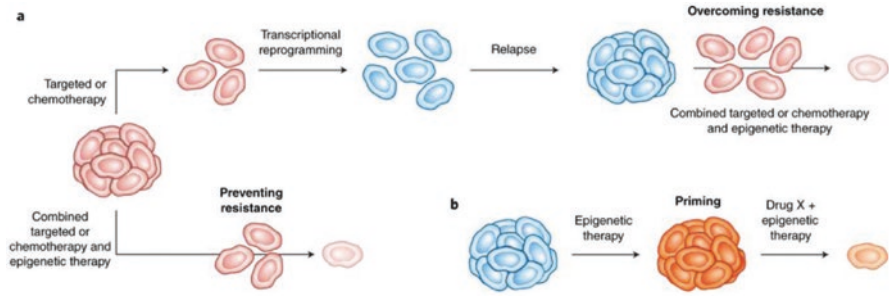 a
Transcriptional
reprogramming
Relapse
Overcoming resistance
Targeted or
chemotherapy
Combined targeted or chemotherapy
and epigenetic therapy
Combined
targeted or
chemotherapy and
epigenetic therapy
Preventing
resistance
b
Epigenetic
therapy
Priming
Drug X +
epigenetic
therapy